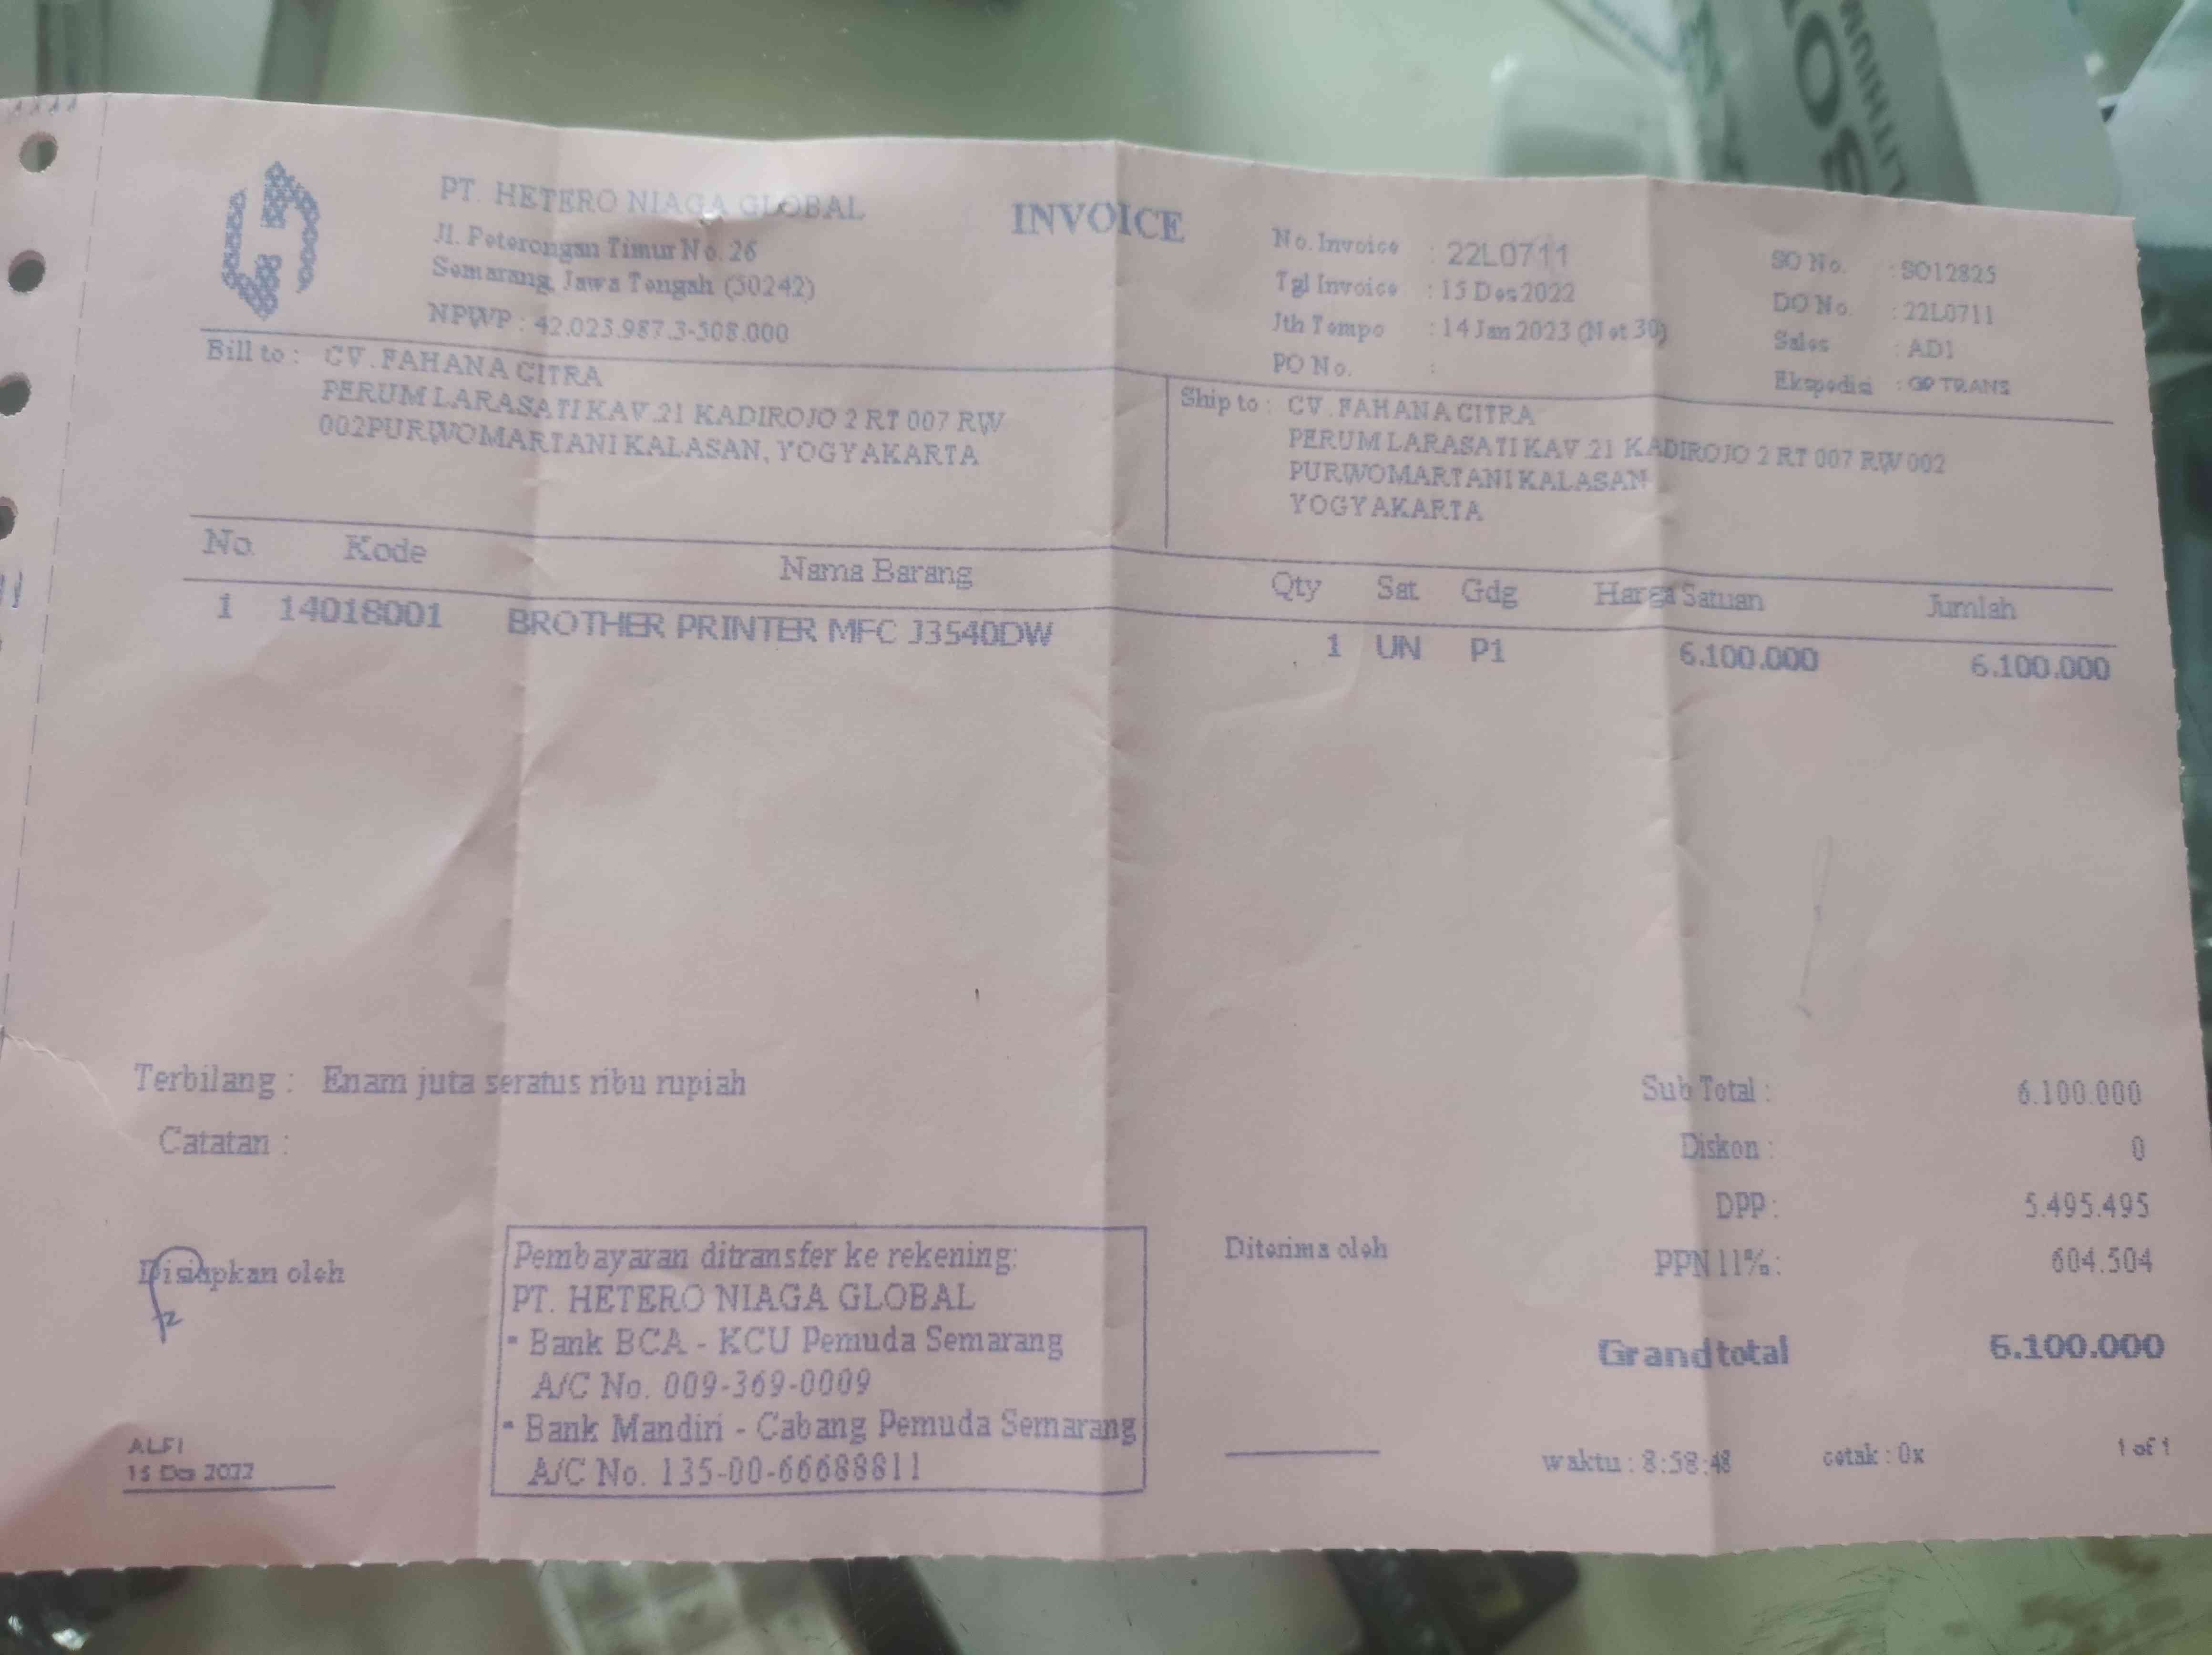 PT. HETERO NIAGA GLOBAL
Jl. Peterongan Timur No. 26
Semarang, Jawa Tengah (50242)
NPWP : 42.023.987.3-508.000
INVOICE
No. Invoice : 22L0711
Tgl Invoice : 15 Des 2022
Jth Tempo : 14 Jan 2023 (Net 30)
PO No. :
SO No. : SO12825
DO No. : 22L0711
Sales : AD1
Ekspedisi : GP TRANS
Bill to : CV. FAHANA CITRA
PERUM LARASATI KAV.21 KADIROJO 2 RT 007 RW
002PURWOMARTANI KALASAN, YOGYAKARTA
Ship to : CV. FAHANA CITRA
PERUM LARASATI KAV.21 KADIROJO 2 RT 007 RW 002
PURWOMARTANI KALASAN
YOGYAKARTA
No. Kode Nama Barang Qty Sat Gdg Harga Satuan Jumlah
1 14018001 BROTHER PRINTER MFC J3540DW 1 UN P1 6.100.000 6.100.000
Terbilang : Enam juta seratus ribu rupiah
Catatan :
Sub Total : 6.100.000
Diskon : 0
DPP : 5.495.495
PPN 11% : 604.504
Grand total 6.100.000
Disiapkan oleh
ALFI
15 Des 2022
Pembayaran ditransfer ke rekening:
PT. HETERO NIAGA GLOBAL
- Bank BCA - KCU Pemuda Semarang
A/C No. 009-369-0009
- Bank Mandiri - Cabang Pemuda Semarang
A/C No. 135-00-66688811
Diterima oleh
waktu : 8:58:48 cetak : 0x 1 of 1